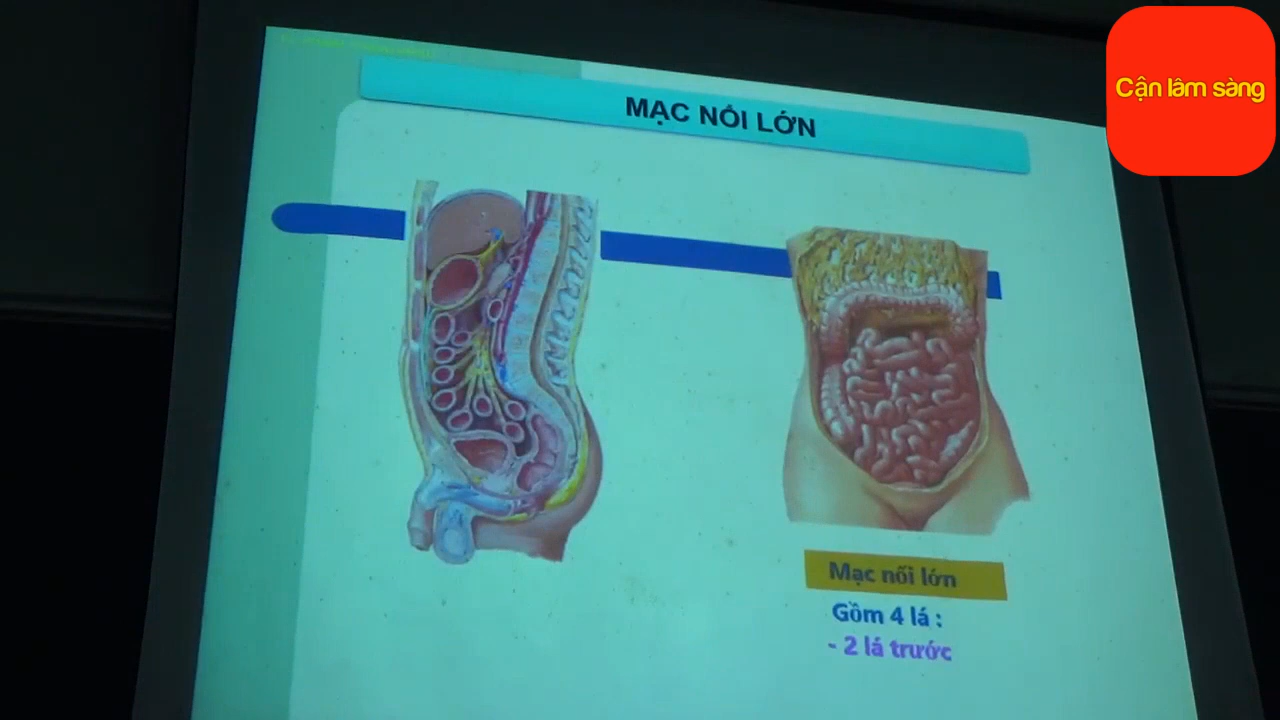 MẠC NỐI LỚN
Cận lâm sàng
Mạc nối lớn
Gồm 4 lá :
- 2 lá trước